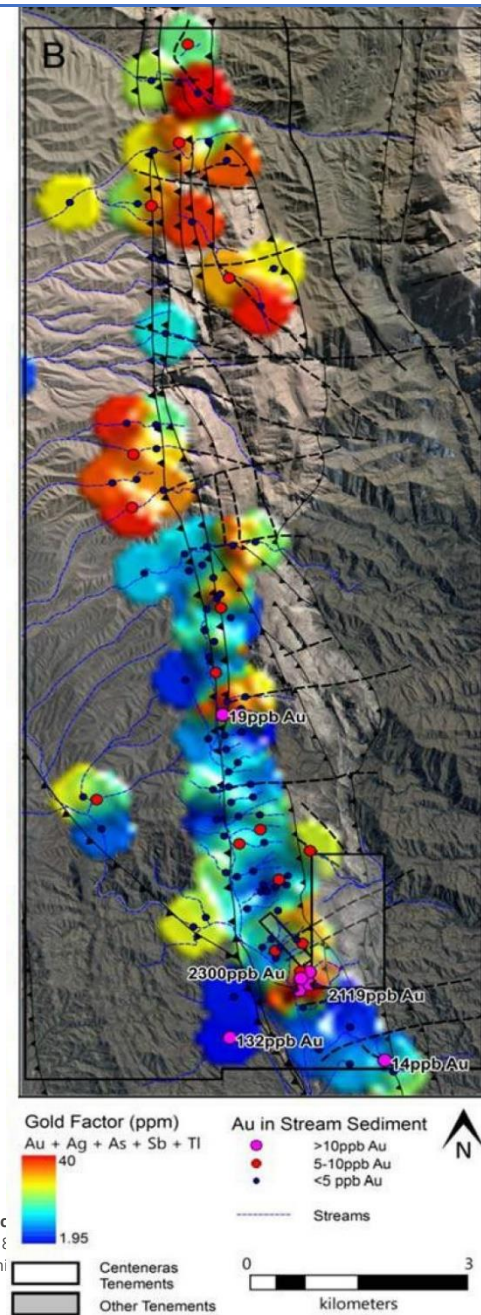 B
19ppb Au
2300ppb Au
2119ppb Au
132ppb Au
14ppb Au
Gold Factor (ppm)
Au + Ag + As + Sb + Tl
40
1.95
Au in Stream Sediment
>10ppb Au
5-10ppb Au
<5 ppb Au
Streams
N
Centeneras
Tenements
Other Tenements
0 3
kilometers